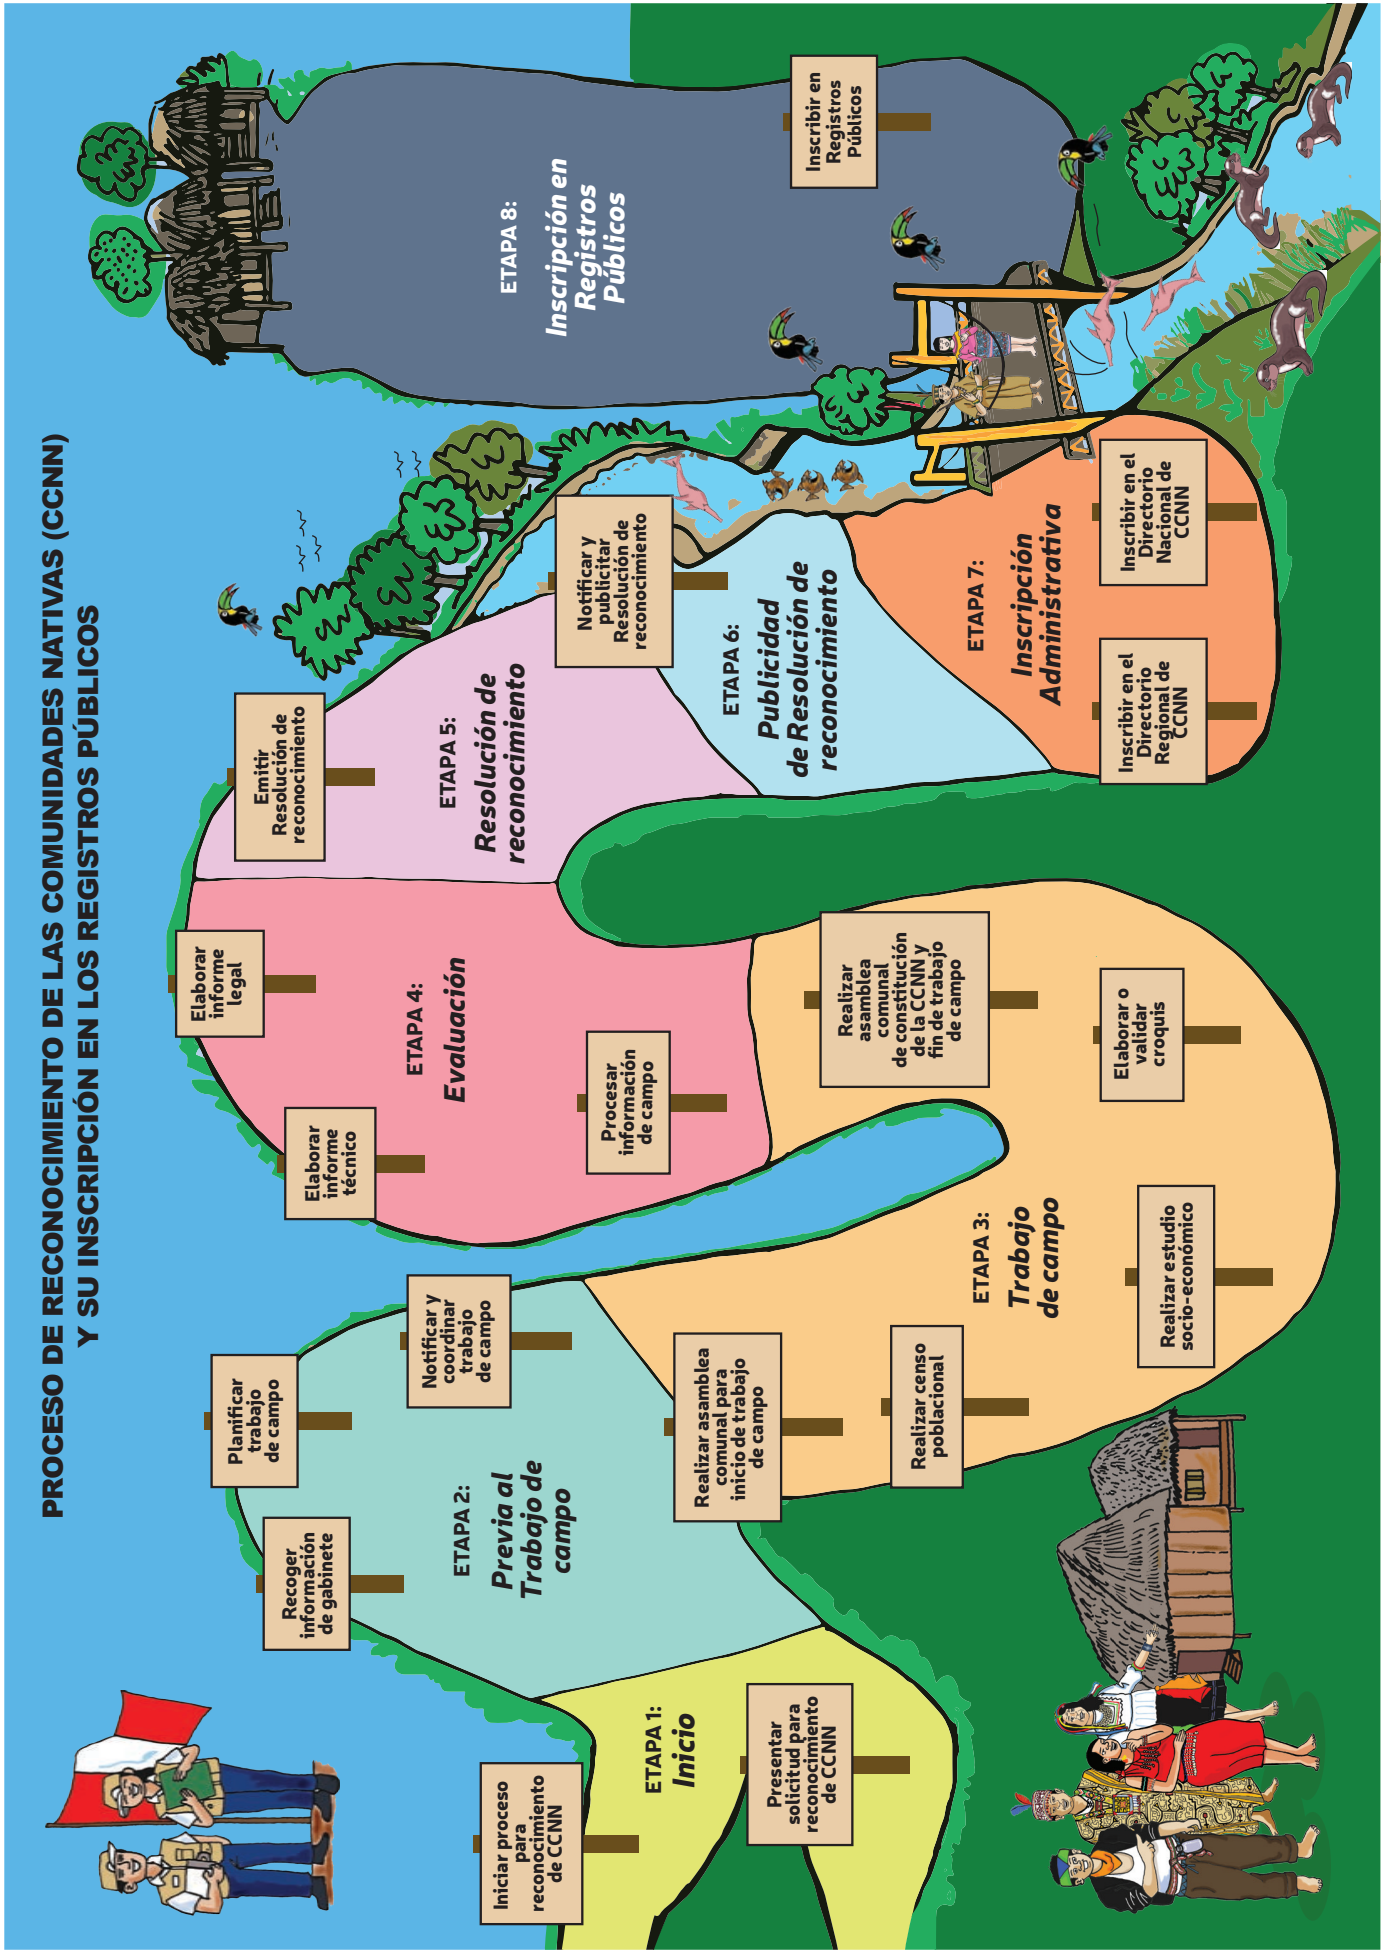 PROCESO DE RECONOCIMIENTO DE LAS COMUNIDADES NATIVAS (CCNN)
Y SU INSCRIPCIÓN EN LOS REGISTROS PÚBLICOS
ETAPA 1:
Inicio
Iniciar proceso
para
reconocimiento
de CCNN
Presentar
solicitud para
reconocimiento
de CCNN
ETAPA 2:
Previa al
Trabajo de
campo
Recoger
información
de gabinete
Planificar
trabajo
de campo
Notificar y
coordinar
trabajo
de campo
ETAPA 3:
Trabajo
de campo
Realizar asamblea
comunal para
inicio de trabajo
de campo
Realizar censo
poblacional
Realizar estudio
socio-económico
Elaborar o
validar
croquis
Realizar
asamblea
comunal
de constitución
de la CCNN y
fin de trabajo
de campo
ETAPA 4:
Evaluación
Procesar
información
de campo
Elaborar
informe
técnico
Elaborar
informe
legal
ETAPA 5:
Resolución de
reconocimiento
Emitir
Resolución de
reconocimiento
ETAPA 6:
Publicidad
de Resolución de
reconocimiento
Notificar y
publicitar
Resolución de
reconocimiento
ETAPA 7:
Inscripción
Administrativa
Inscribir en el
Directorio
Regional de
CCNN
Inscribir en el
Directorio
Nacional de
CCNN
ETAPA 8:
Inscripción en
Registros
Públicos
Inscribir en
Registros
Públicos